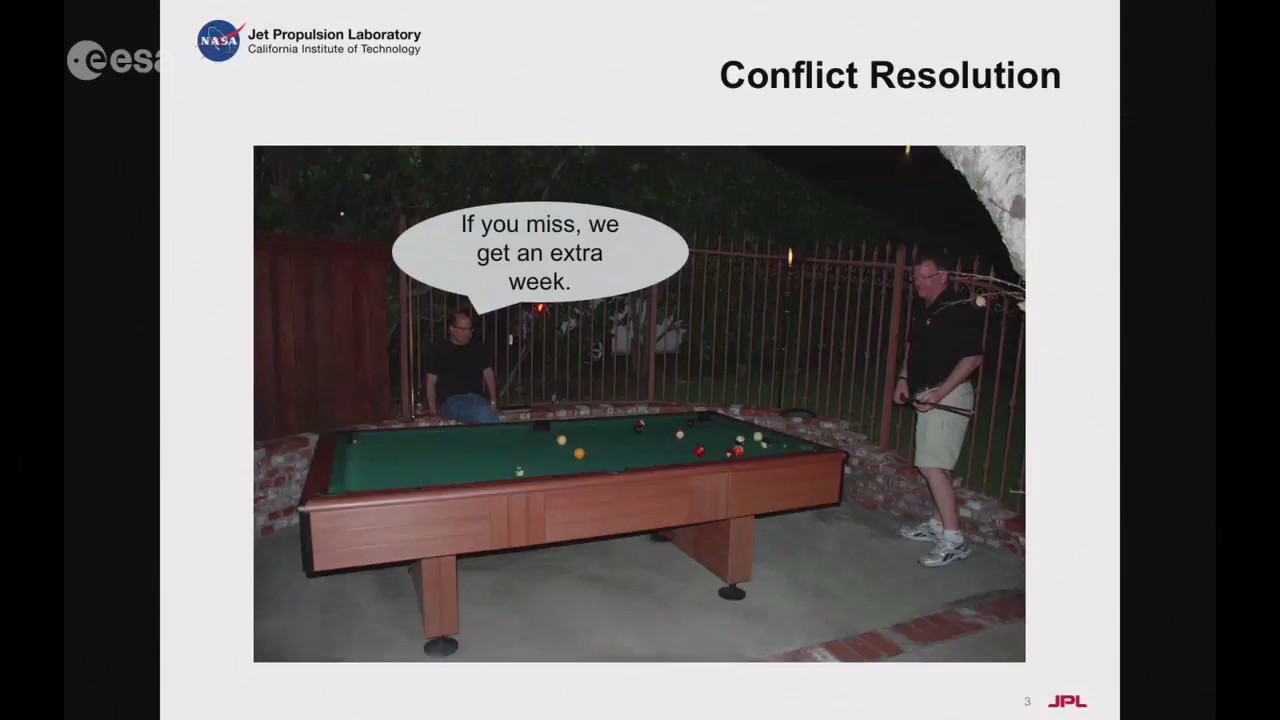 esa
NASA
Jet Propulsion Laboratory
California Institute of Technology
Conflict Resolution
If you miss, we
get an extra
week.
3
JPL